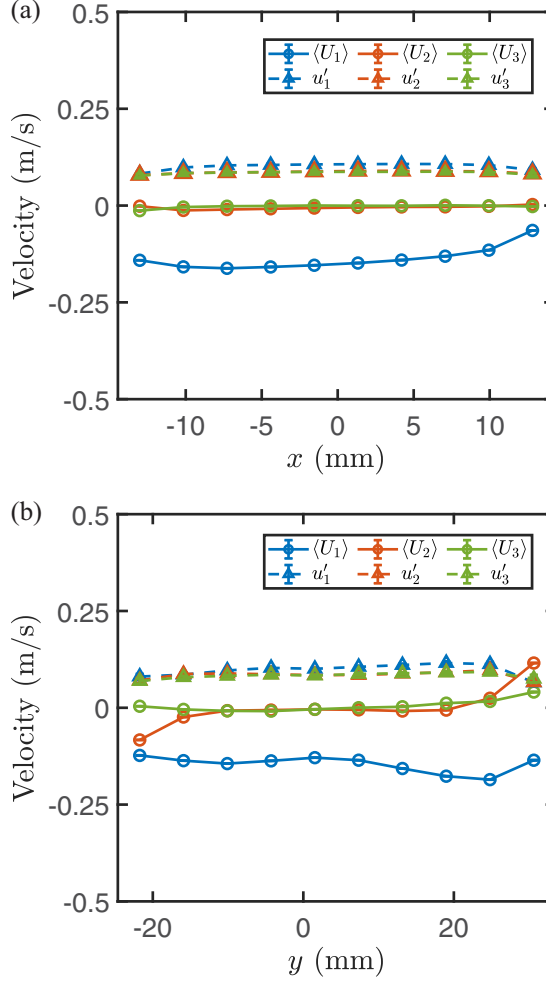 (a)
0.5
⟨U₁⟩ ⟨U₂⟩ ⟨U₃⟩
u′₁ u′₂ u′₃
0.25
0
-0.25
-0.5
Velocity (m/s)
-10 -5 0 5 10
x (mm)
(b)
0.5
⟨U₁⟩ ⟨U₂⟩ ⟨U₃⟩
u′₁ u′₂ u′₃
0.25
0
-0.25
-0.5
Velocity (m/s)
-20 0 20
y (mm)